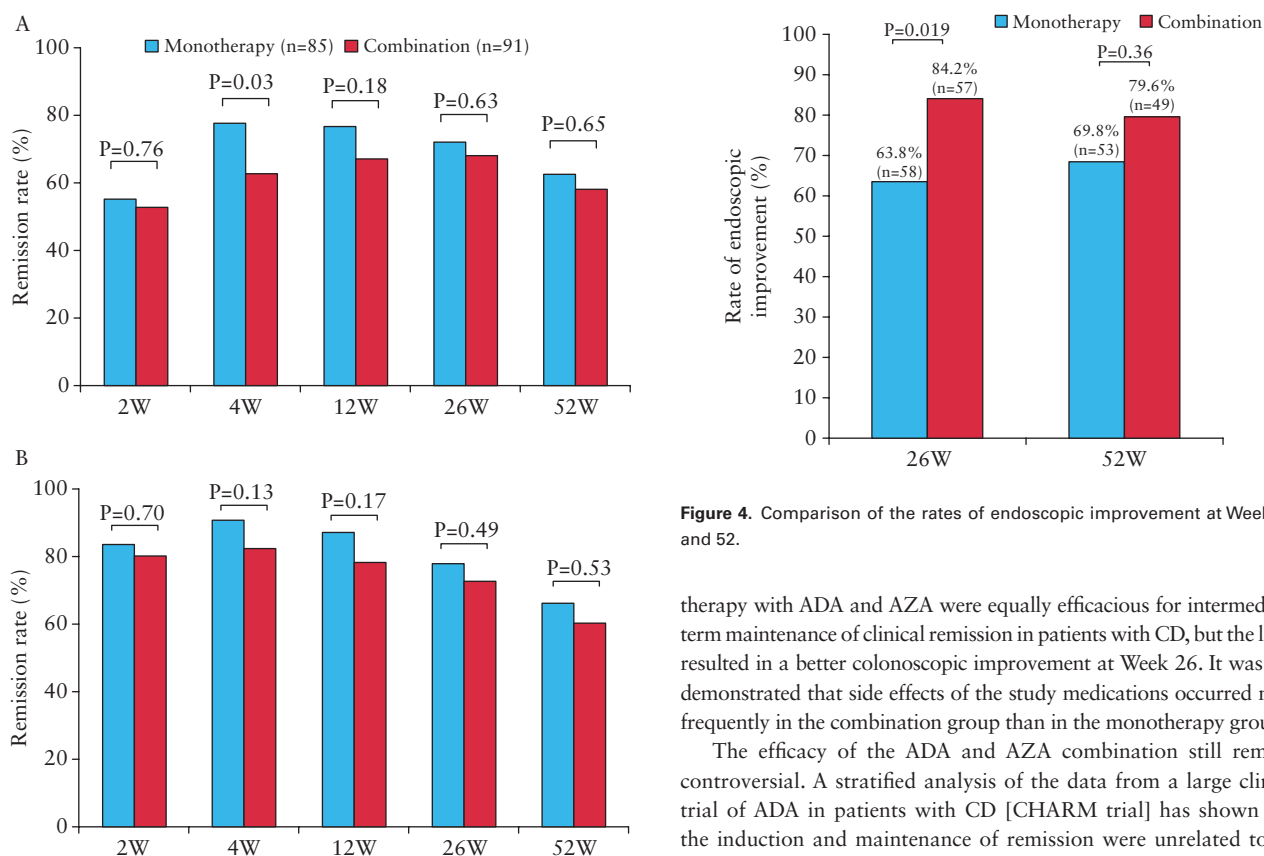 A
Monotherapy (n=85) Combination (n=91)
Remission rate (%)
100
80
60
40
20
0
P=0.76
P=0.03
P=0.18
P=0.63
P=0.65
2W 4W 12W 26W 52W
B
Remission rate (%)
100
80
60
40
20
0
P=0.70
P=0.13
P=0.17
P=0.49
P=0.53
2W 4W 12W 26W 52W
Monotherapy Combination
Rate of endoscopic
improvement (%)
100
90
80
70
60
50
40
30
20
10
0
P=0.019
P=0.36
63.8%
(n=58)
84.2%
(n=57)
69.8%
(n=53)
79.6%
(n=49)
26W 52W
Figure 4. Comparison of the rates of endoscopic improvement at Week
and 52.
therapy with ADA and AZA were equally efficacious for intermed
term maintenance of clinical remission in patients with CD, but the l
resulted in a better colonoscopic improvement at Week 26. It was
demonstrated that side effects of the study medications occurred
frequently in the combination group than in the monotherapy grou
The efficacy of the ADA and AZA combination still rem
controversial. A stratified analysis of the data from a large clin
trial of ADA in patients with CD [CHARM trial] has shown
the induction and maintenance of remission were unrelated to